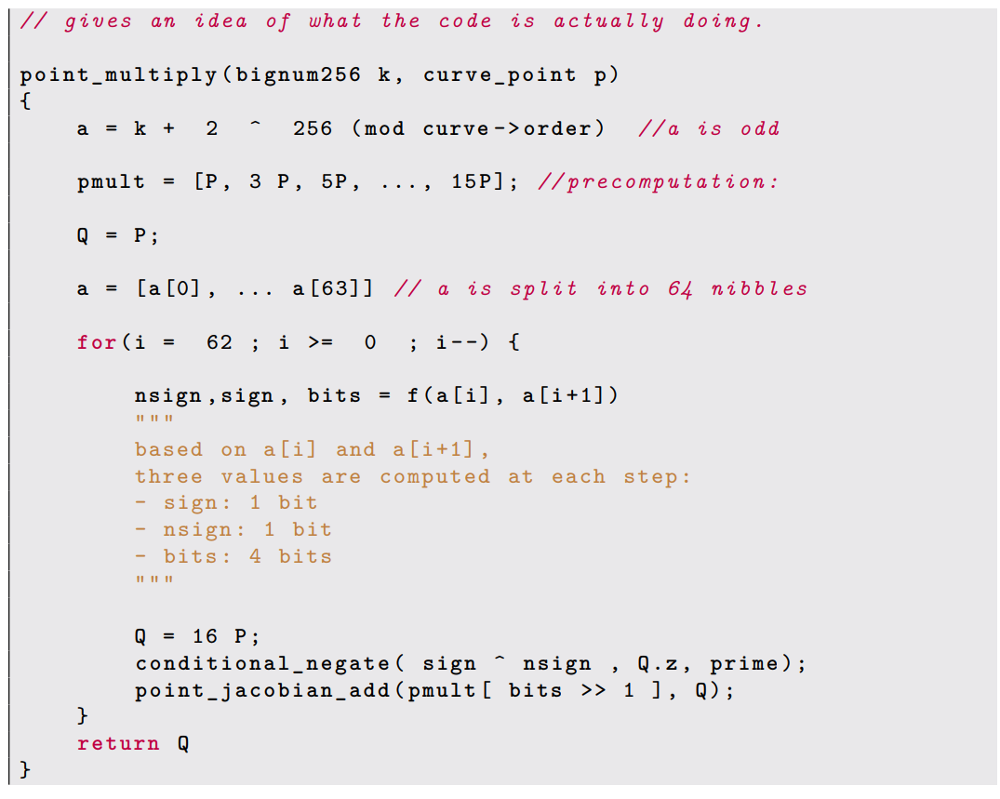 // gives an idea of what the code is actually doing.
point_multiply(bignum256 k, curve_point p)
{
a = k + 2 ^ 256 (mod curve->order) //a is odd
pmult = [P, 3 P, 5P, ..., 15P]; //precomputation:
Q = P;
a = [a[0], ... a[63]] // a is split into 64 nibbles
for(i = 62 ; i >= 0 ; i--) {
nsign,sign, bits = f(a[i], a[i+1])
"""
based on a[i] and a[i+1],
three values are computed at each step:
- sign: 1 bit
- nsign: 1 bit
- bits: 4 bits
"""
Q = 16 P;
conditional_negate( sign ^ nsign , Q.z, prime);
point_jacobian_add(pmult[ bits >> 1 ], Q);
}
return Q
}